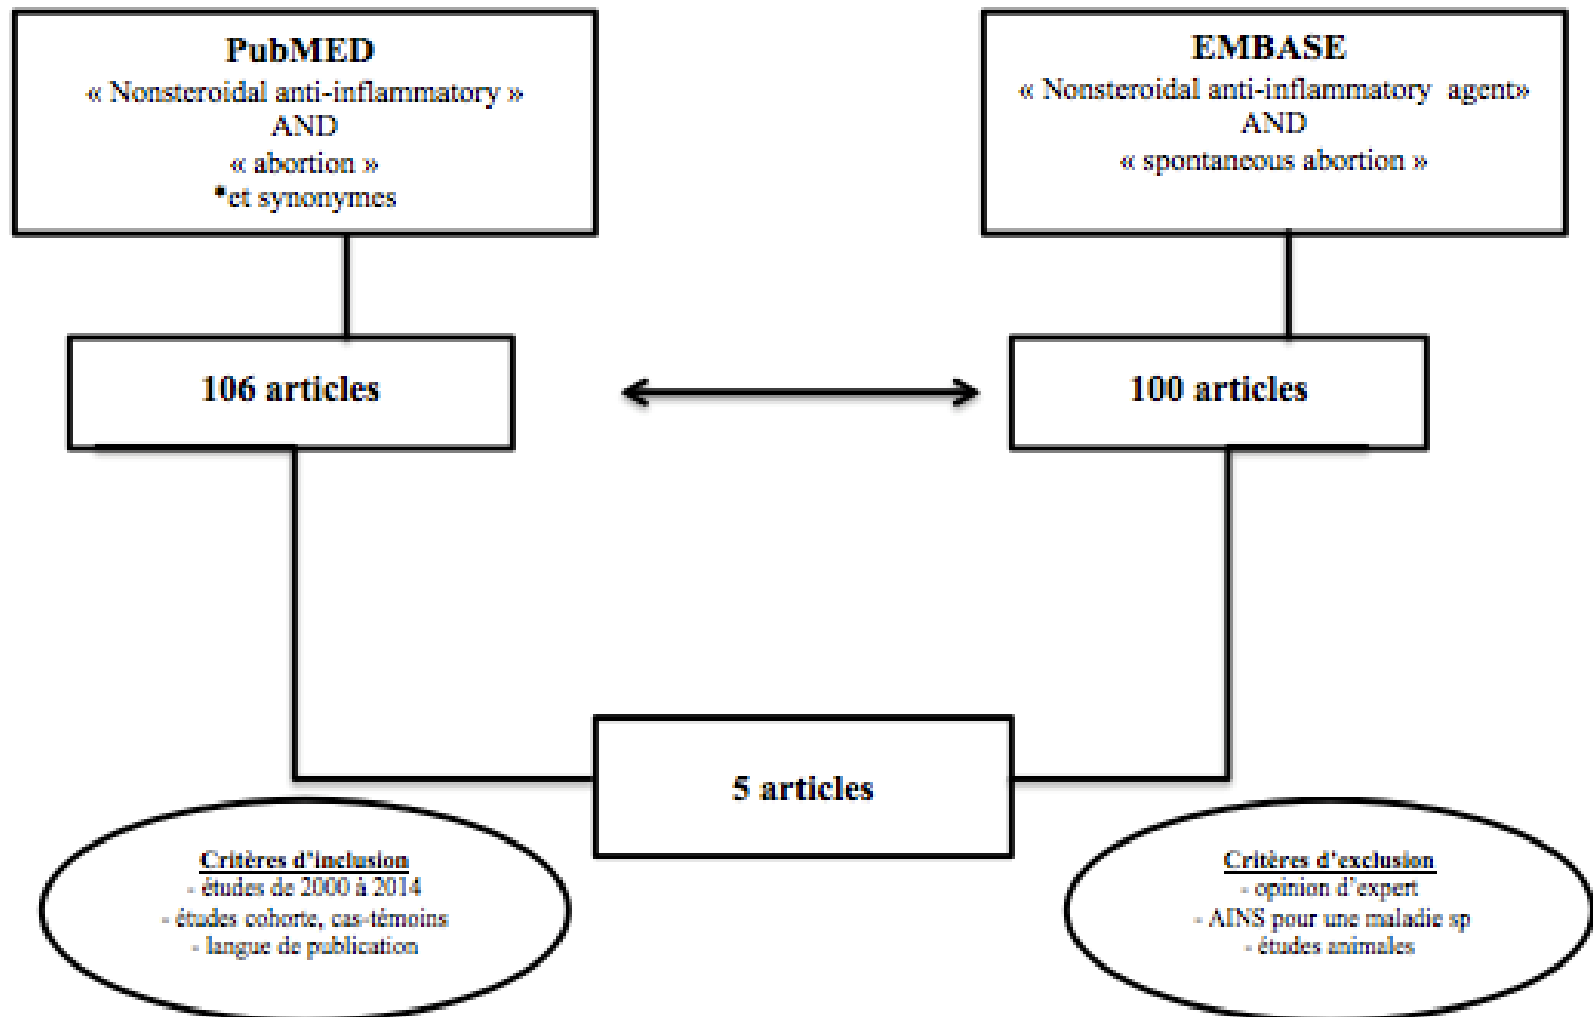 PubMED
« Nonsteroidal anti-inflammatory »
AND
« abortion »
*et synonymes
EMBASE
« Nonsteroidal anti-inflammatory agent»
AND
« spontaneous abortion »
106 articles
100 articles
5 articles
Critères d'inclusion
- études de 2000 à 2014
- études cohorte, cas-témoins
- langue de publication
Critères d'exclusion
- opinion d'expert
- AINS pour une maladie sp
- études animales